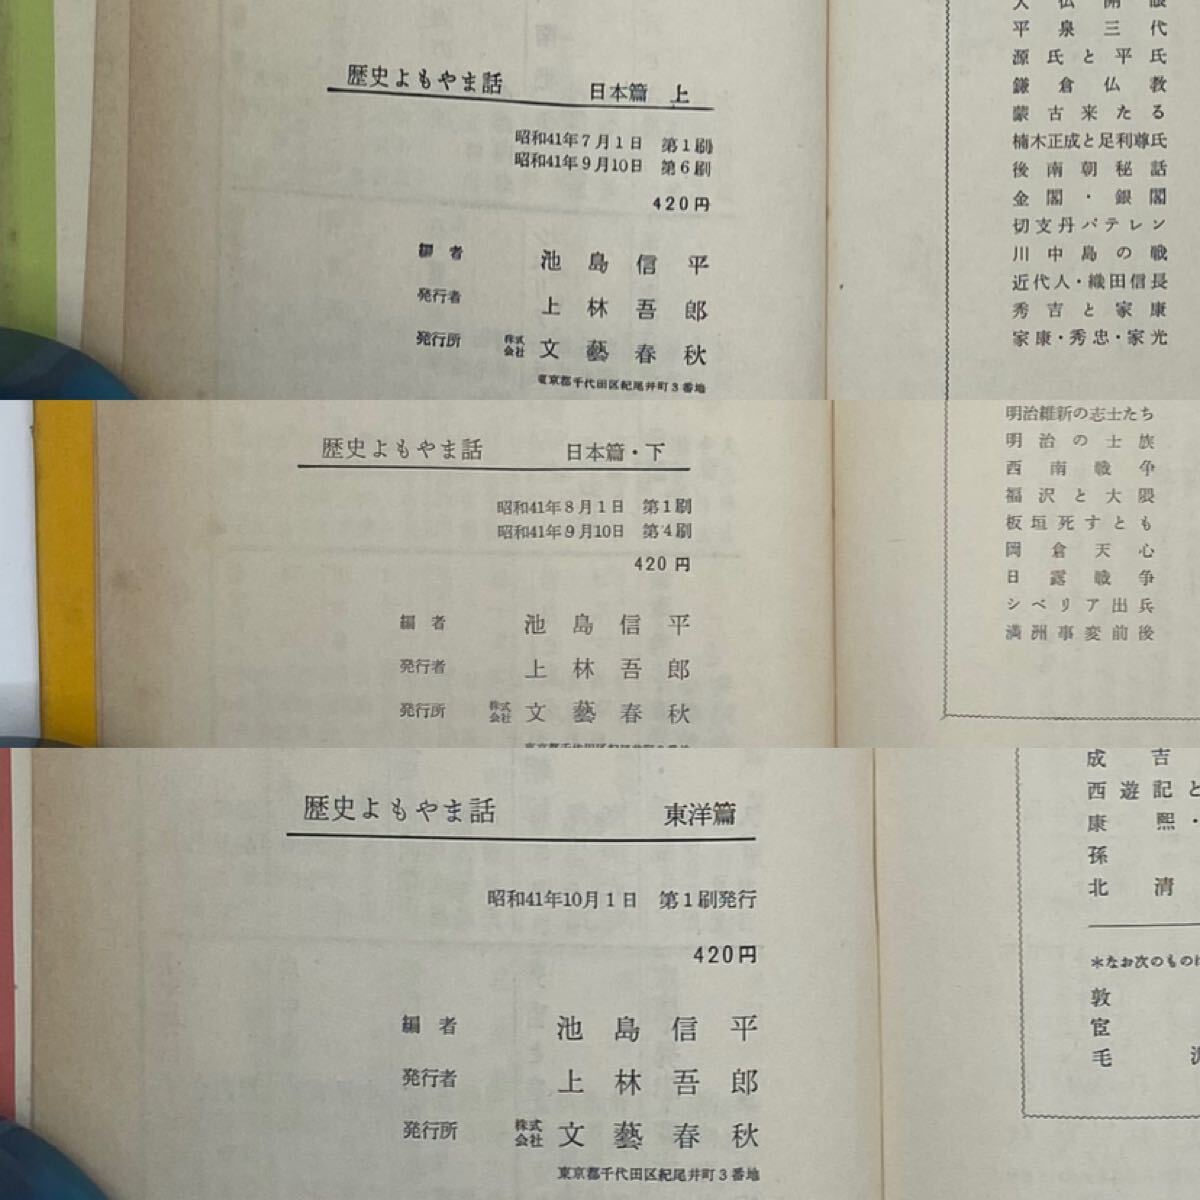 歴史よもやま話 日本篇 上
昭和41年7月1日 第1刷
昭和41年9月10日 第6刷
420円
編者 池島信平
発行者 上林吾郎
発行所 株式会社 文藝春秋
東京都千代田区紀尾井町3番地
平泉三代
源氏と平氏
鎌倉仏教
蒙古来たる
楠木正成と足利尊氏
後南朝秘話
金閣・銀閣
切支丹バテレン
川中島の戦
近代人・織田信長
秀吉と家康
家康・秀忠・家光
歴史よもやま話 日本篇・下
昭和41年8月1日 第1刷
昭和41年9月10日 第4刷
420円
編者 池島信平
発行者 上林吾郎
発行所 株式会社 文藝春秋
明治維新の志士たち
明治の士族
西南戦争
福沢と大隈
板垣死すとも
岡倉天心
日露戦争
シベリア出兵
満洲事変前後
歴史よもやま話 東洋篇
昭和41年10月1日 第1刷発行
420円
編者 池島信平
発行者 上林吾郎
発行所 株式会社 文藝春秋
東京都千代田区紀尾井町3番地
成吉
西遊記と
康熙・
孫
北清
＊なお次のものは
敦
宦
毛